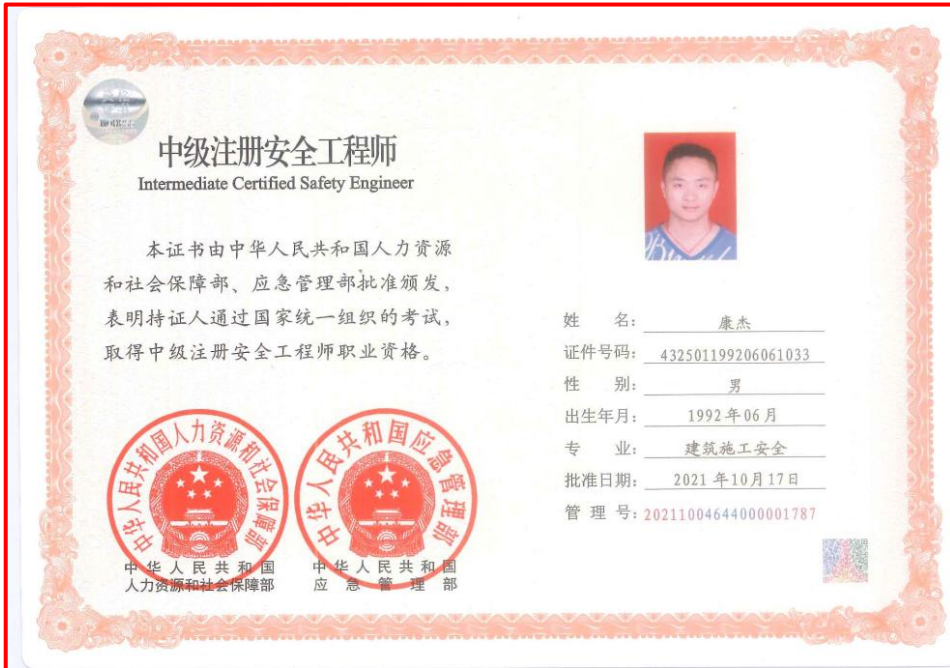 中级注册安全工程师
Intermediate Certified Safety Engineer
本证书由中华人民共和国人力资源
和社会保障部、应急管理部批准颁发，
表明持证人通过国家统一组织的考试，
取得中级注册安全工程师职业资格。
中华人民共和国人力资源和社会保障部
中华人民共和国
人力资源和社会保障部
中华人民共和国应急管理部
中华人民共和国
应急管理部
姓 名：康杰
证件号码：432501199206061033
性 别：男
出生年月：1992年06月
专 业：建筑施工安全
批准日期：2021年10月17日
管 理 号：20211004644000001787